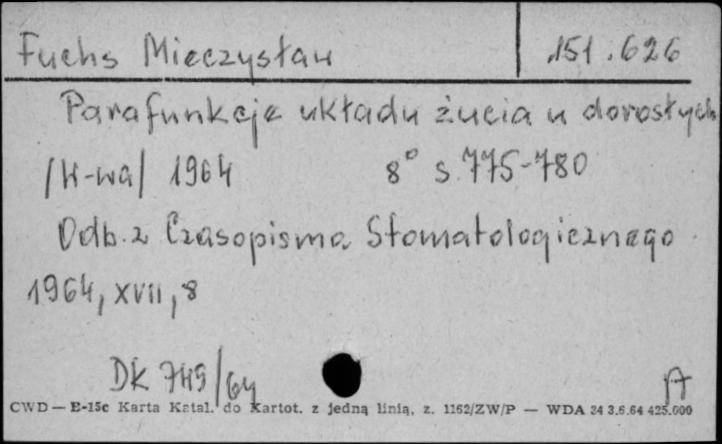 Fuchs Mieczysław 151.626
Parafunkcje układu żucia u dorosłych
/W-wa/ 1964 8° s. 775-780
Odb. z Czasopisma Stomatologicznego
1964, XVII, 8
DK 745/64 A
CWD — E-15c Karta Katal. do Kartot. z jedną linią, z. 1162/ZW/P — WDA 24 3.6.64 425.000